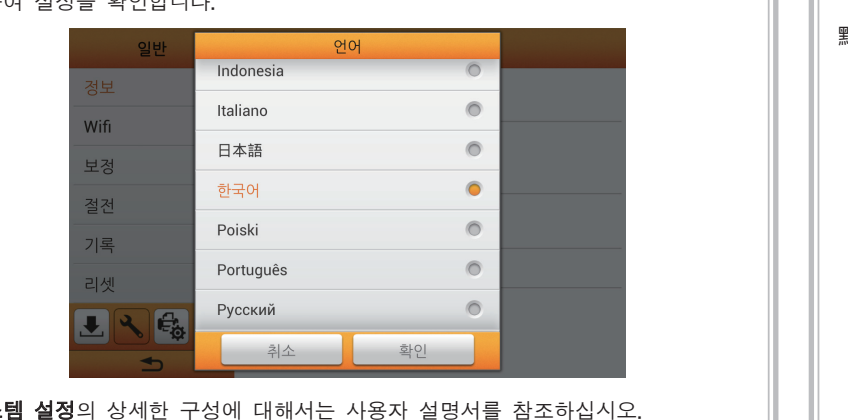 설정을 확인합니다.
일반
언어
정보
Wifi
보정
절전
기록
리셋
Indonesia
Italiano
日本語
한국어
Poiski
Português
Русский
취소
확인
설정의 상세한 구성에 대해서는 사용자 설명서를 참조하십시오.